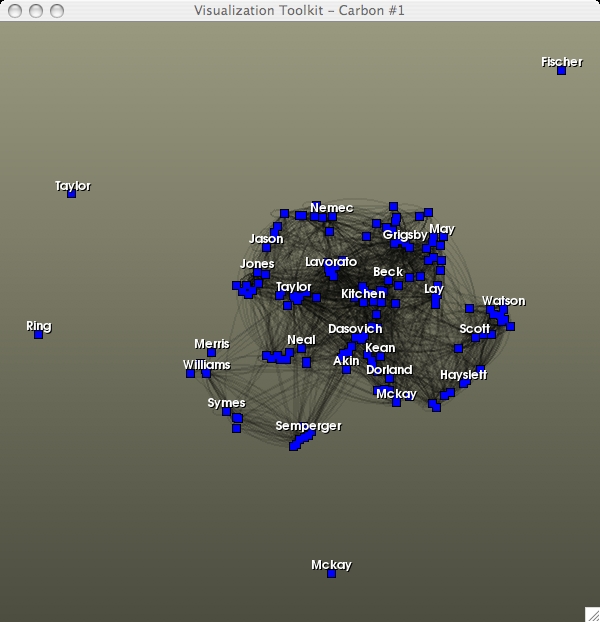 Visualization Toolkit - Carbon #1
Fischer
Taylor
Nemec
Grigsby
May
Jason
Lavorato
Jones
Beck
Taylor
Kitchen
Lay
Watson
Ring
Dasovich
Scott
Merris
Neal
Kean
Akin
Williams
Dorland
Hayslett
Mckay
Symes
Semperger
Mckay